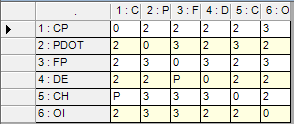 . 1 : C 2 : P 3 : F 4 : D 5 : C 6 : O
1 : CP 0 2 2 2 2 3
2 : PDOT 2 0 3 2 3 2
3 : FP 2 3 0 3 2 3
4 : DE 2 2 P 0 2 2
5 : CH P 3 3 3 0 2
6 : OI 2 3 3 2 2 0